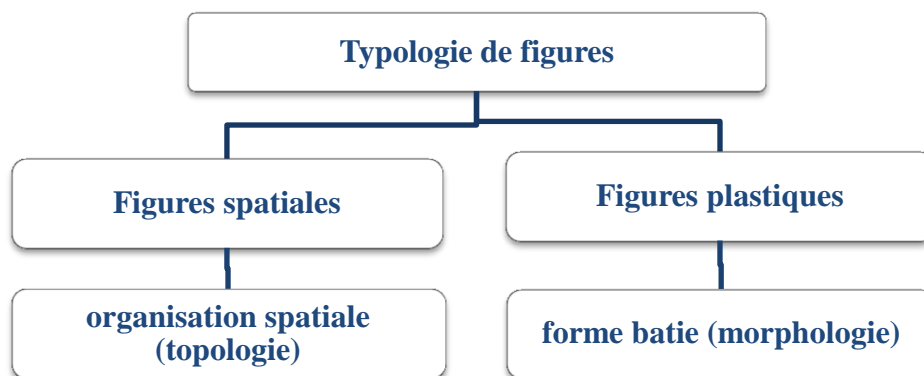 Typologie de figures
Figures spatiales
Figures plastiques
organisation spatiale
(topologie)
forme batie (morphologie)